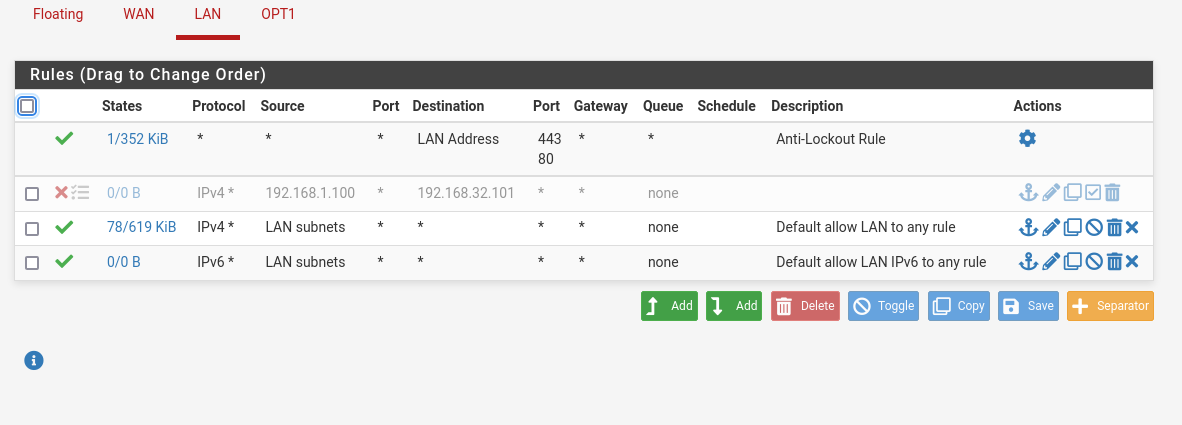 Floating WAN LAN OPT1
Rules (Drag to Change Order)
States Protocol Source Port Destination Port Gateway Queue Schedule Description Actions
1/352 KiB * * * LAN Address 443 * * Anti-Lockout Rule
80
0/0 B IPv4 * 192.168.1.100 * 192.168.32.101 * * none
78/619 KiB IPv4 * LAN subnets * * * * none Default allow LAN to any rule
0/0 B IPv6 * LAN subnets * * * * none Default allow LAN IPv6 to any rule
Add Add Delete Toggle Copy Save Separator